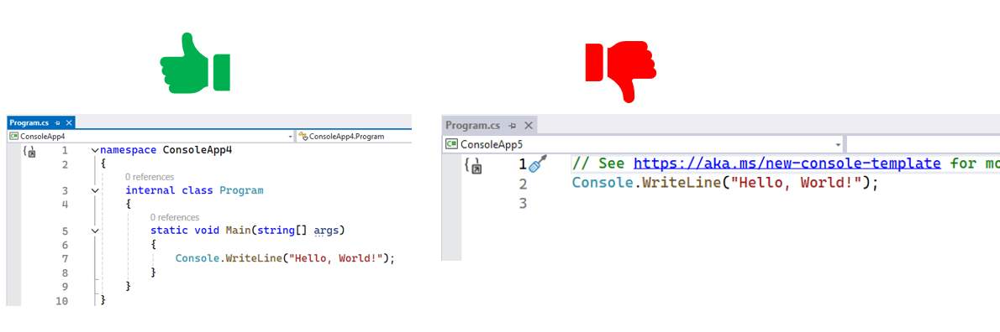 Program.cs
ConsoleApp4 ConsoleApp4.Program
1 namespace ConsoleApp4
2 {
0 references
3 internal class Program
4 {
0 references
5 static void Main(string[] args)
6 {
7 Console.WriteLine("Hello, World!");
8 }
9 }
10 }
Program.cs
ConsoleApp5
1 // See https://aka.ms/new-console-template for mo
2 Console.WriteLine("Hello, World!");
3